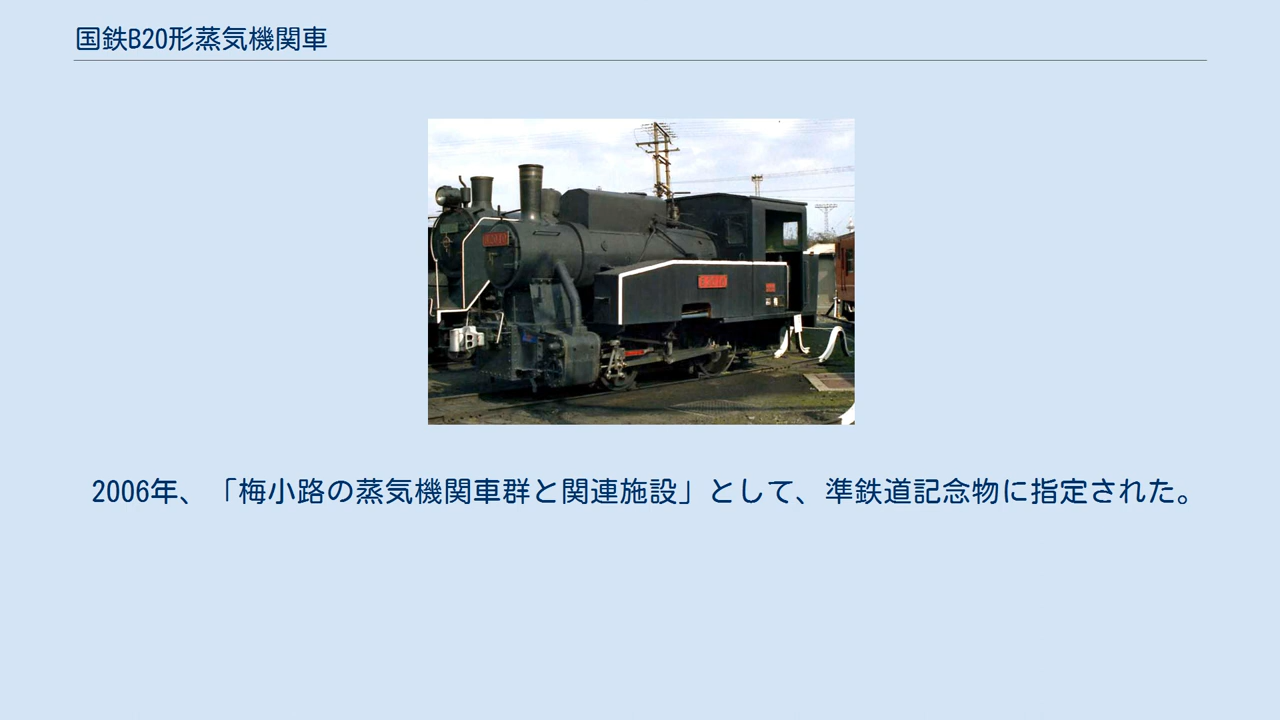 国鉄B20形蒸気機関車
2006年、「梅小路の蒸気機関車群と関連施設」として、準鉄道記念物に指定された。